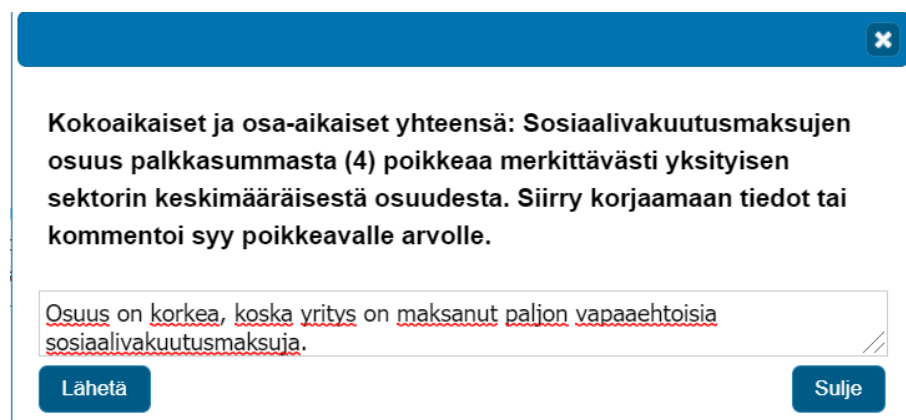 Kokoaikaiset ja osa-aikaiset yhteensä: Sosiaalivakuutusmaksujen
osuus palkkasummasta (4) poikkeaa merkittävästi yksityisen
sektorin keskimääräisestä osuudesta. Siirry korjaamaan tiedot tai
kommentoi syy poikkeavalle arvolle.
Osuus on korkea, koska yritys on maksanut paljon vapaaehtoisia
sosiaalivakuutusmaksuja.
Lähetä
Sulje